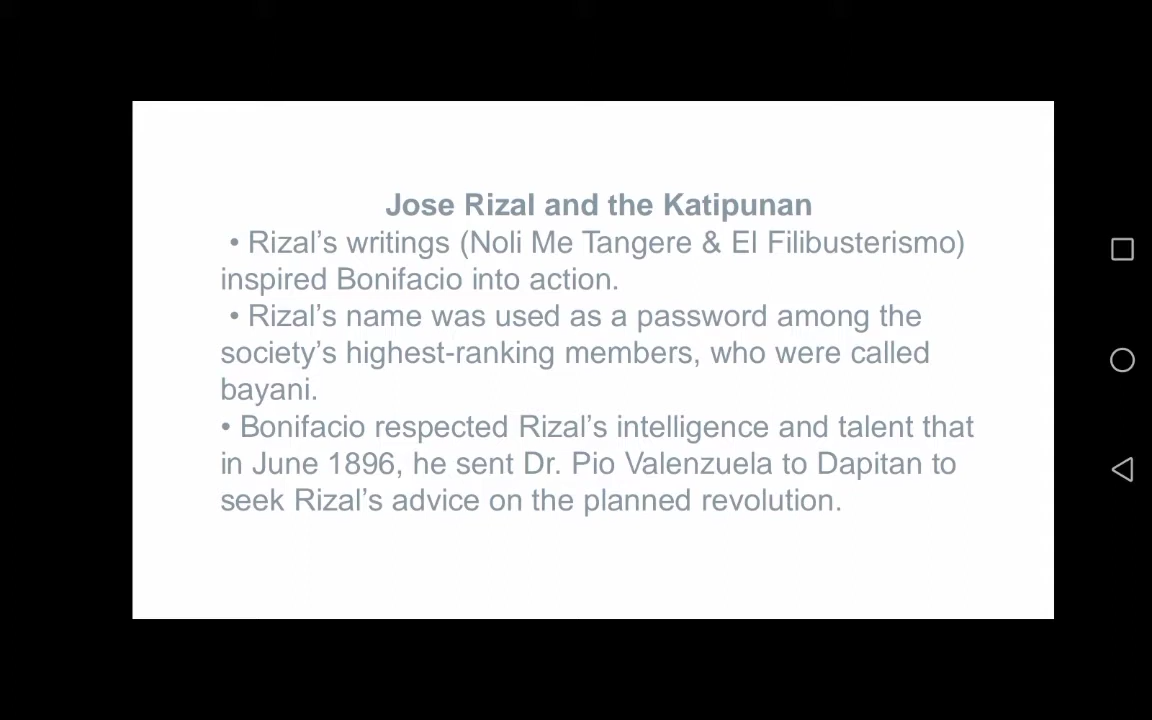 Jose Rizal and the Katipunan
• Rizal’s writings (Noli Me Tangere & El Filibusterismo)
inspired Bonifacio into action.
• Rizal’s name was used as a password among the
society’s highest-ranking members, who were called
bayani.
• Bonifacio respected Rizal’s intelligence and talent that
in June 1896, he sent Dr. Pio Valenzuela to Dapitan to
seek Rizal’s advice on the planned revolution.